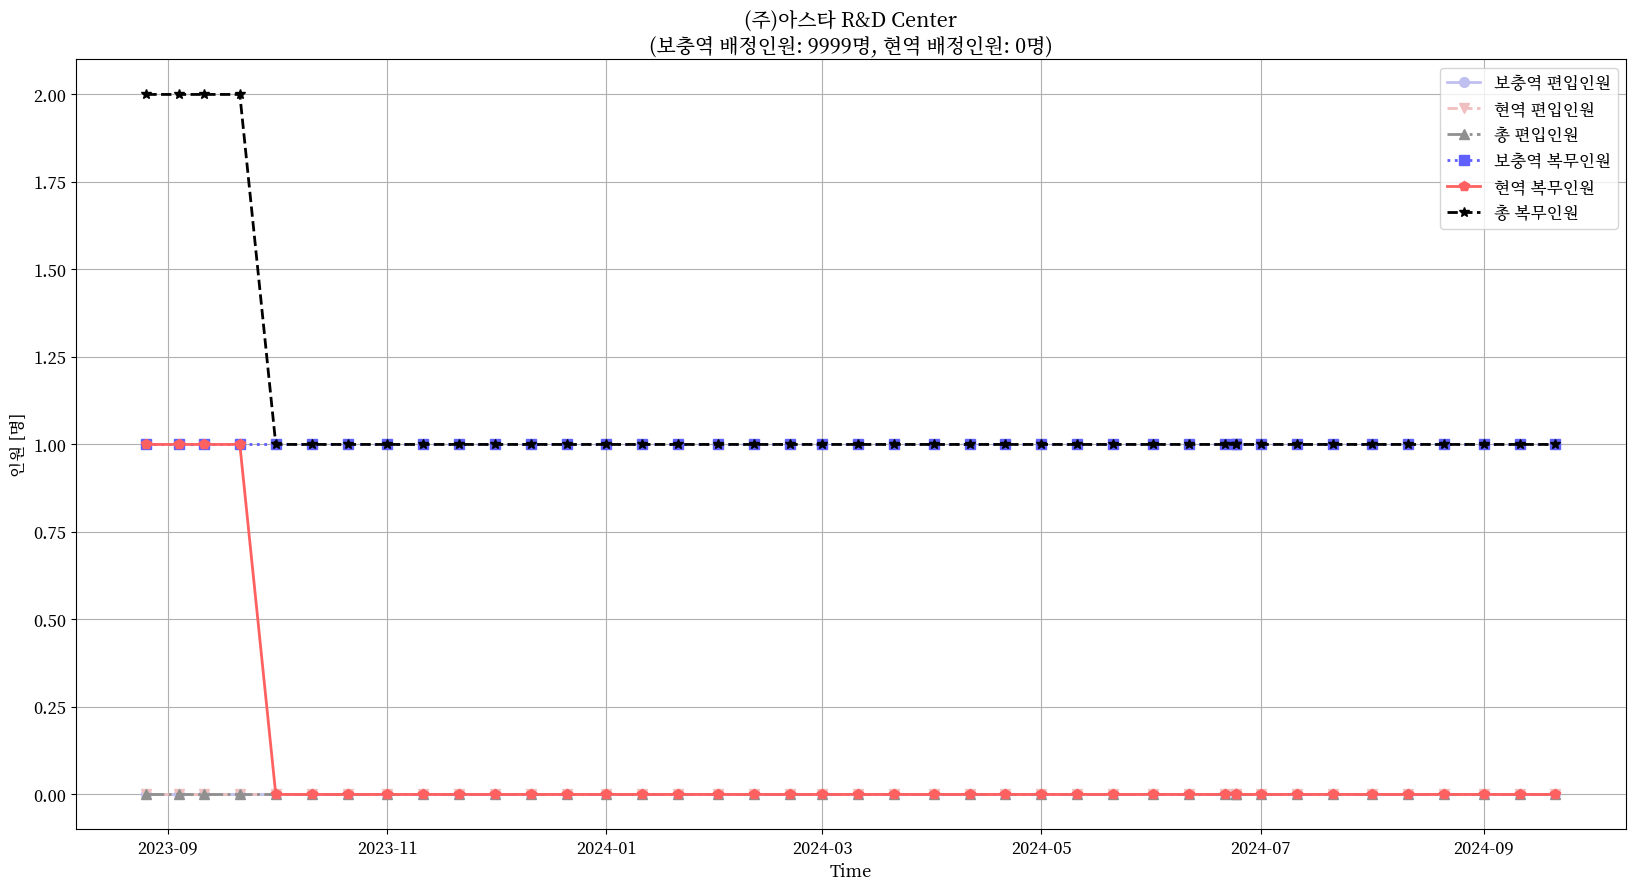 (주)아스타 R&D Center
(보충역 배정인원: 9999명, 현역 배정인원: 0명)
보충역 편입인원
현역 편입인원
총 편입인원
보충역 복무인원
현역 복무인원
총 복무인원
인원 [명]
2.00
1.75
1.50
1.25
1.00
0.75
0.50
0.25
0.00
2023-09
2023-11
2024-01
2024-03
2024-05
2024-07
2024-09
Time